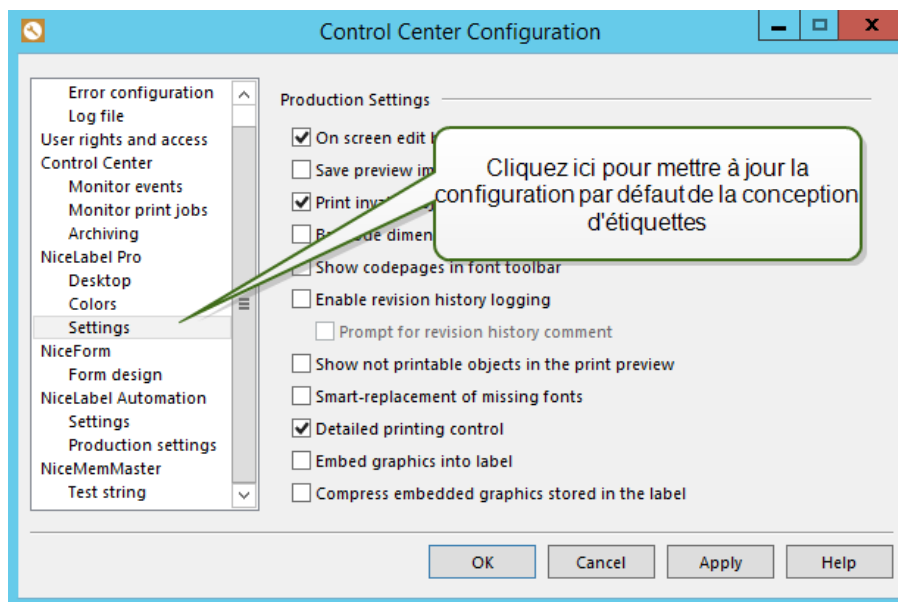 Control Center Configuration
Error configuration
Log file
User rights and access
Control Center
Monitor events
Monitor print jobs
Archiving
NiceLabel Pro
Desktop
Colors
Settings
NiceForm
Form design
NiceLabel Automation
Settings
Production settings
NiceMemMaster
Test string
Production Settings
On screen edit
Save preview im
Print inva
dime
Show codepages in font toolbar
Enable revision history logging
Prompt for revision history comment
Show not printable objects in the print preview
Smart-replacement of missing fonts
Detailed printing control
Embed graphics into label
Compress embedded graphics stored in the label
Cliquez ici pour mettre à jour la
configuration par défaut de la conception
d'étiquettes
OK Cancel Apply Help